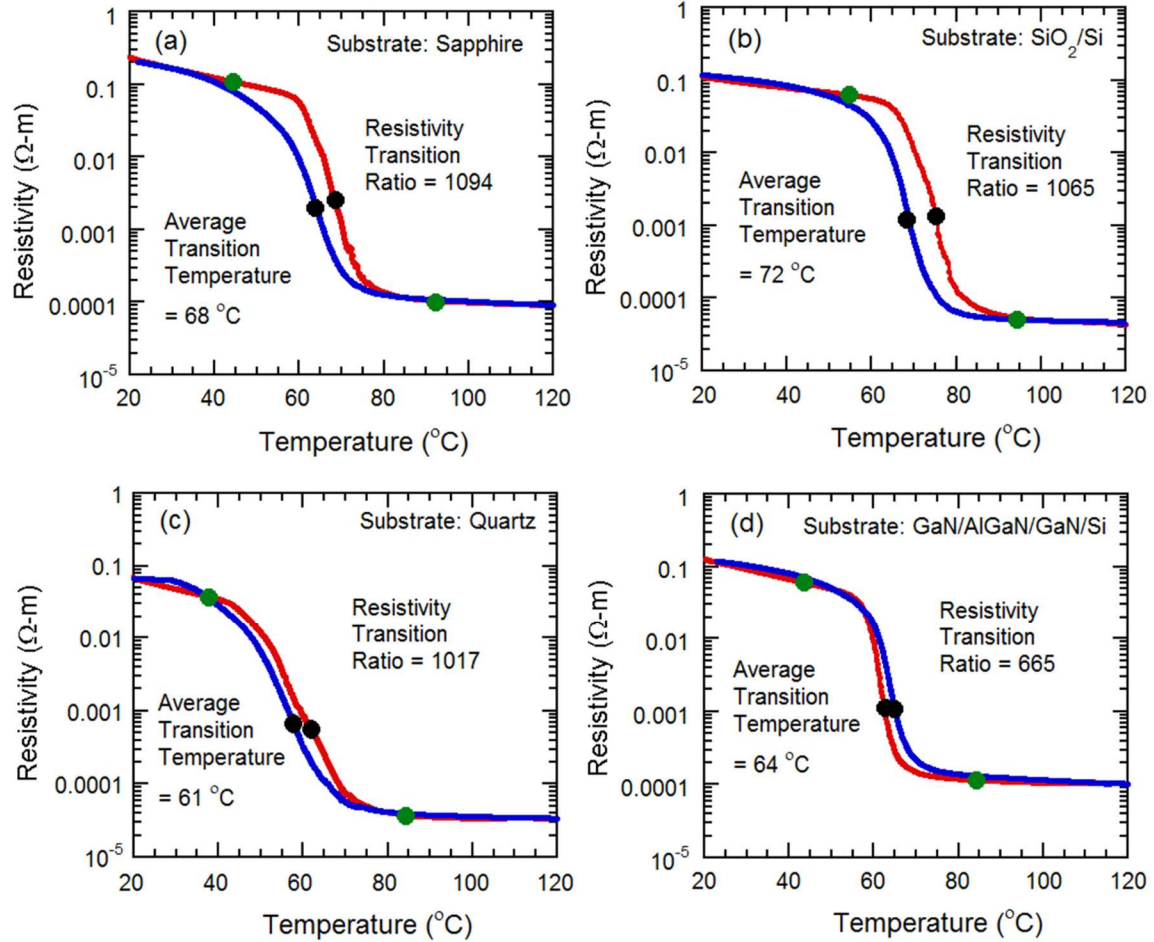 (a)
Substrate: Sapphire
1
0.1
0.01
0.001
0.0001
10⁻⁵
Resistivity (Ω-m)
Resistivity
Transition
Ratio = 1094
Average
Transition
Temperature
= 68 °C
20 40 60 80 100 120
Temperature (°C)
(b)
Substrate: SiO₂/Si
1
0.1
0.01
0.001
0.0001
10⁻⁵
Resistivity (Ω-m)
Resistivity
Transition
Ratio = 1065
Average
Transition
Temperature
= 72 °C
20 40 60 80 100 120
Temperature (°C)
(c)
Substrate: Quartz
1
0.1
0.01
0.001
0.0001
10⁻⁵
Resistivity (Ω-m)
Resistivity
Transition
Ratio = 1017
Average
Transition
Temperature
= 61 °C
20 40 60 80 100 120
Temperature (°C)
(d)
Substrate: GaN/AlGaN/GaN/Si
1
0.1
0.01
0.001
0.0001
10⁻⁵
Resistivity (Ω-m)
Resistivity
Transition
Ratio = 665
Average
Transition
Temperature
= 64 °C
20 40 60 80 100 120
Temperature (°C)